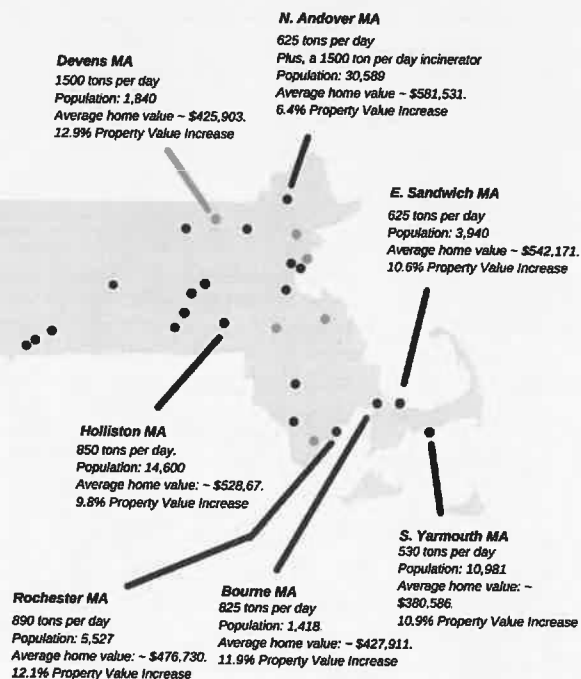 N. Andover MA
625 tons per day
Plus, a 1500 ton per day incinerator
Population: 30,589
Average home value ~ $581,531.
6.4% Property Value Increase
Devens MA
1500 tons per day
Population: 1,840
Average home value ~ $425,903.
12.9% Property Value Increase
E. Sandwich MA
625 tons per day
Population: 3,940
Average home value ~ $542,171.
10.6% Property Value Increase
Holliston MA
850 tons per day.
Population: 14,600
Average home value: ~ $528,67.
9.8% Property Value Increase
S. Yarmouth MA
530 tons per day
Population: 10,981
Average home value: ~
$380,586.
10.9% Property Value Increase
Rochester MA
890 tons per day
Population: 5,527
Average home value: ~ $476,730.
12.1% Property Value Increase
Bourne MA
825 tons per day
Population: 1,418
Average home value: ~ $427,911.
11.9% Property Value Increase